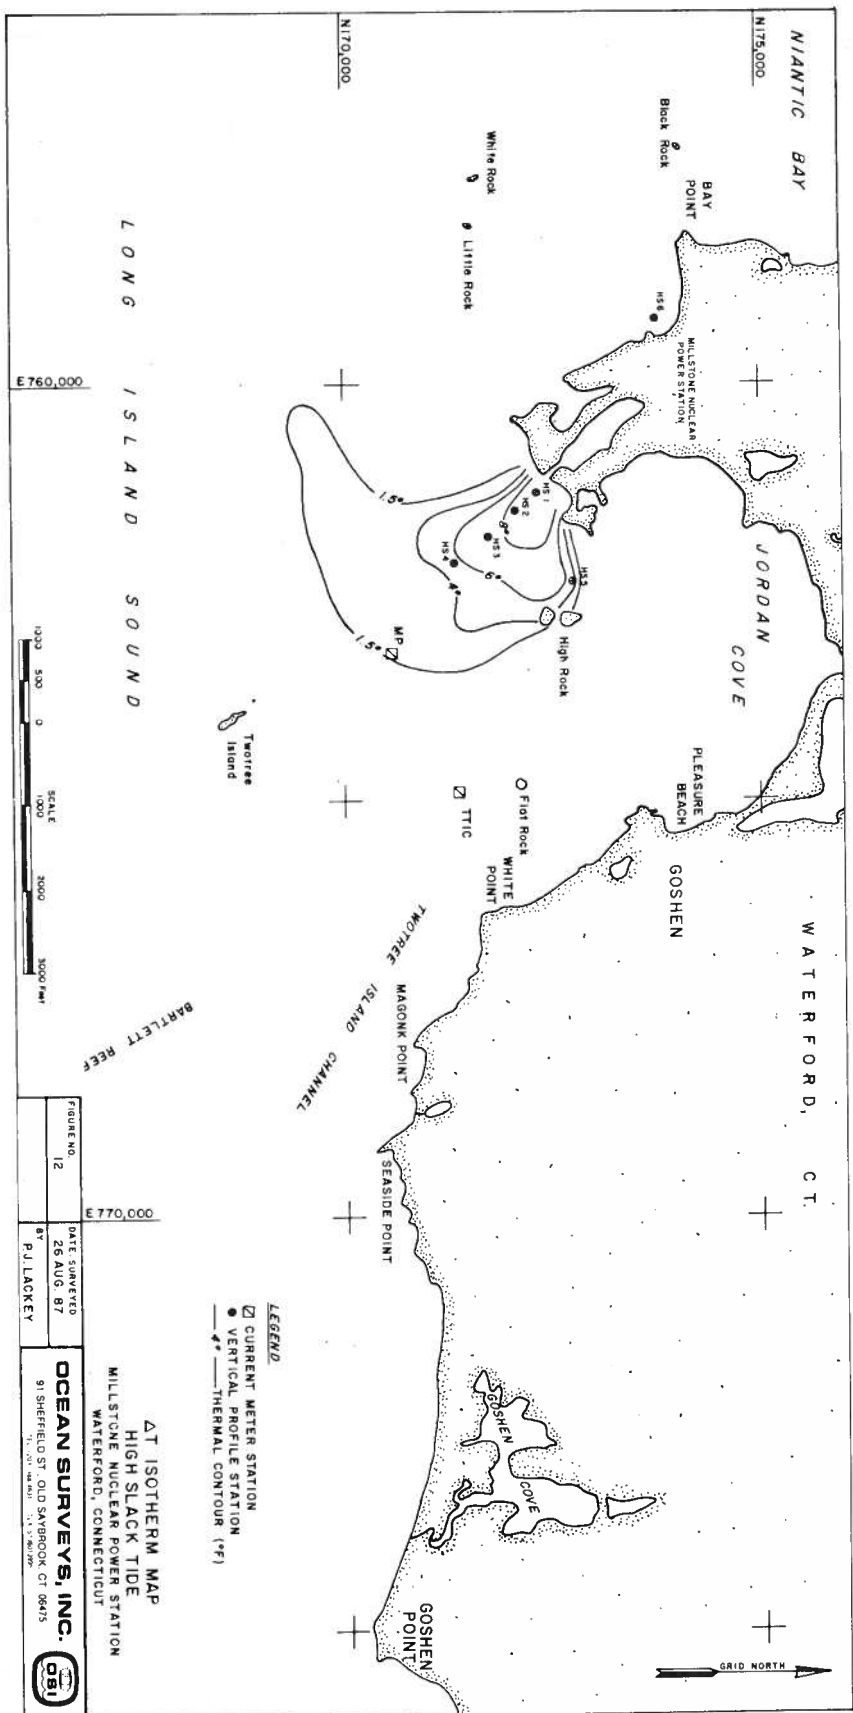 NIANTIC BAY
N175,000
N170,000
Black Rock
BAY
POINT
White Rock
Little Rock
HS6
MILLSTONE NUCLEAR
POWER STATION
E760,000
LONG ISLAND SOUND
JORDAN
COVE
HS1
HS2
HS3
HS4
HS5
8°
6°
4°
1.5°
1.5°
High Rock
MP
Twotree
Island
PLEASURE
BEACH
Flat Rock
TTIC
WHITE
POINT
GOSHEN
WATERFORD, CT.
TWOTREE
ISLAND
CHANNEL
BARTLETT REEF
MAGONK POINT
SEASIDE POINT
E770,000
GOSHEN
COVE
GOSHEN
POINT
GRID NORTH
1000 500 0 1000 2000 3000 Feet
SCALE
LEGEND
CURRENT METER STATION
VERTICAL PROFILE STATION
4° THERMAL CONTOUR (°F)
ΔT ISOTHERM MAP
HIGH SLACK TIDE
MILLSTONE NUCLEAR POWER STATION
WATERFORD, CONNECTICUT
FIGURE NO.
12
DATE SURVEYED
26 AUG. 87
BY
P.J. LACKEY
OCEAN SURVEYS, INC.
91 SHEFFIELD ST. OLD SAYBROOK, CT 06475
OSI